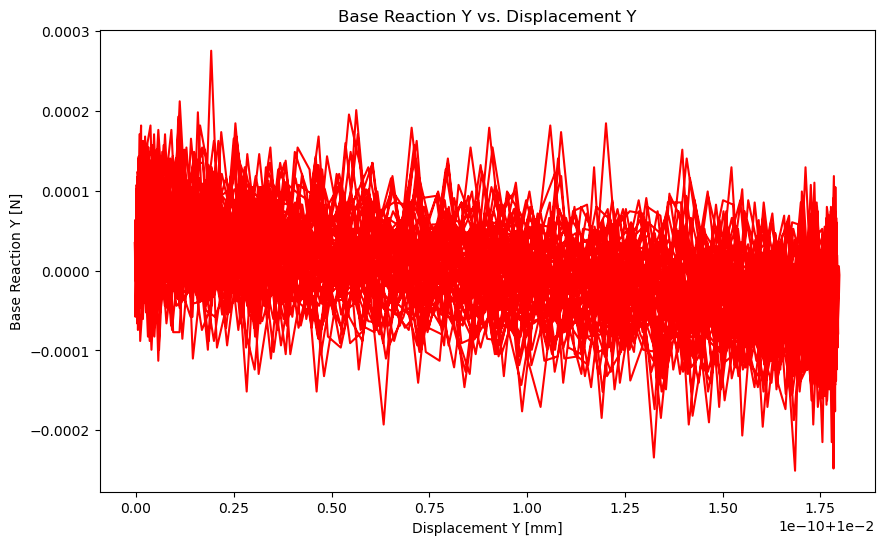 Base Reaction Y vs. Displacement Y
Base Reaction Y [N]
0.0003
0.0002
0.0001
0.0000
−0.0001
−0.0002
0.00 0.25 0.50 0.75 1.00 1.25 1.50 1.75
Displacement Y [mm]
1e−10+1e−2